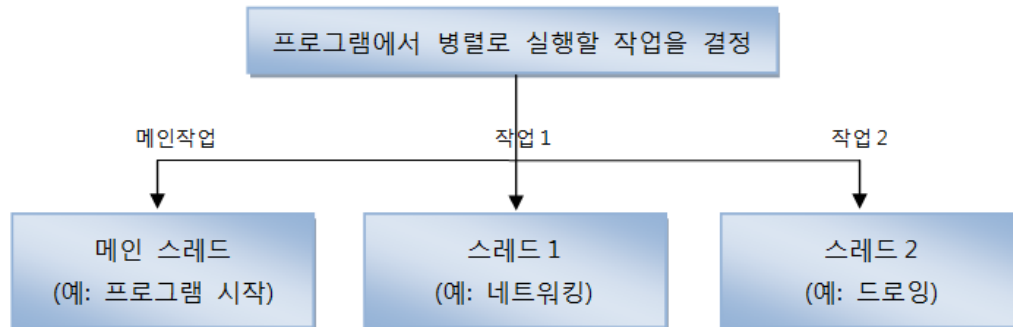 프로그램에서 병렬로 실행할 작업을 결정
메인작업
작업1
작업2
메인 스레드
(예: 프로그램 시작)
스레드1
(예: 네트워킹)
스레드2
(예: 드로잉)